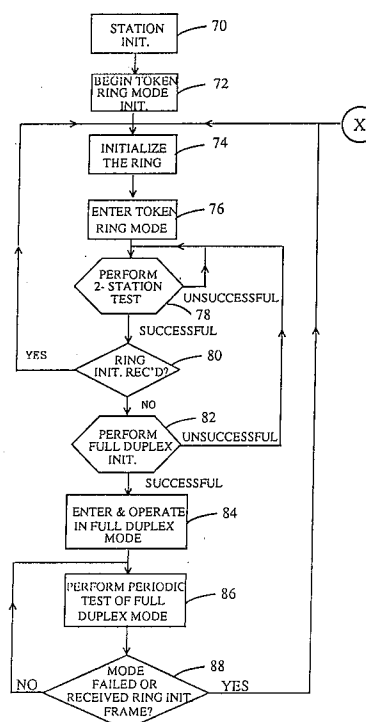 STATION
INIT.
70
BEGIN TOKEN
RING MODE
INIT.
72
X
INITIALIZE
THE RING
74
ENTER TOKEN
RING MODE
76
PERFORM
2- STATION
TEST
UNSUCCESSFUL
78
SUCCESSFUL
YES
RING
INIT. REC'D?
80
NO
82
PERFORM
FULL DUPLEX
INIT.
UNSUCCESSFUL
SUCCESSFUL
ENTER & OPERATE
IN FULL DUPLEX
MODE
84
PERFORM PERIODIC
TEST OF FULL
DUPLEX MODE
86
MODE
FAILED OR
RECEIVED RING INIT.
FRAME?
88
NO
YES